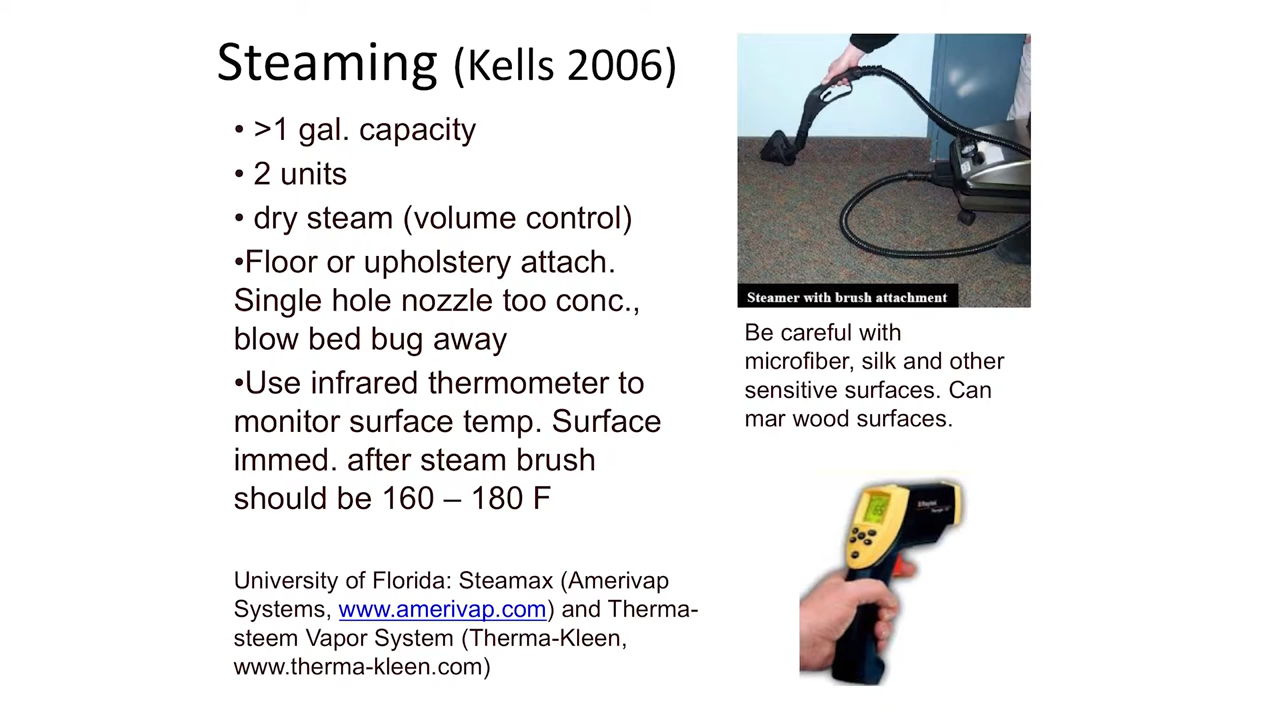 Steaming (Kells 2006)
• >1 gal. capacity
• 2 units
• dry steam (volume control)
•Floor or upholstery attach.
Single hole nozzle too conc.,
blow bed bug away
•Use infrared thermometer to
monitor surface temp. Surface
immed. after steam brush
should be 160 – 180 F
University of Florida: Steamax (Amerivap
Systems, www.amerivap.com) and Therma-
steem Vapor System (Therma-Kleen,
www.therma-kleen.com)
Steamer with brush attachment
Be careful with
microfiber, silk and other
sensitive surfaces. Can
mar wood surfaces.